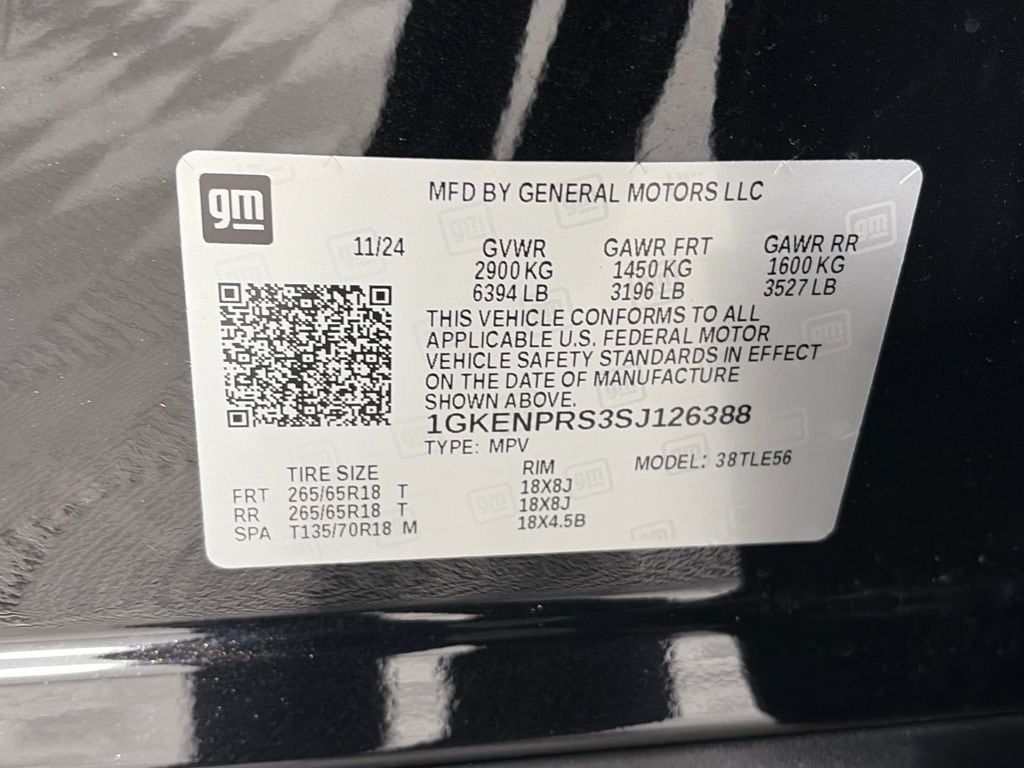 gm
MFD BY GENERAL MOTORS LLC
11/24 GVWR GAWR FRT GAWR RR
2900 KG 1450 KG 1600 KG
6394 LB 3196 LB 3527 LB
THIS VEHICLE CONFORMS TO ALL
APPLICABLE U.S. FEDERAL MOTOR
VEHICLE SAFETY STANDARDS IN EFFECT
ON THE DATE OF MANUFACTURE
SHOWN ABOVE.
1GKENPRS3SJ126388
TYPE: MPV MODEL: 38TLE56
TIRE SIZE RIM
FRT 265/65R18 T 18X8J
RR 265/65R18 T 18X8J
SPA T135/70R18 M 18X4.5B